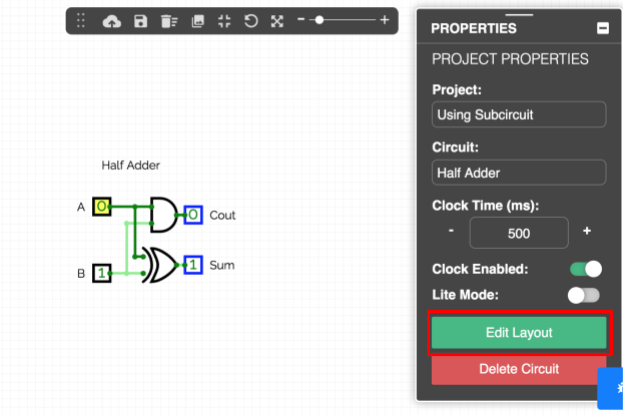 PROPERTIES
PROJECT PROPERTIES
Project:
Using Subcircuit
Circuit:
Half Adder
Clock Time (ms):
- 500 +
Clock Enabled:
Lite Mode:
Edit Layout
Delete Circuit
Half Adder
A 0 0 Cout
B 1 1 Sum